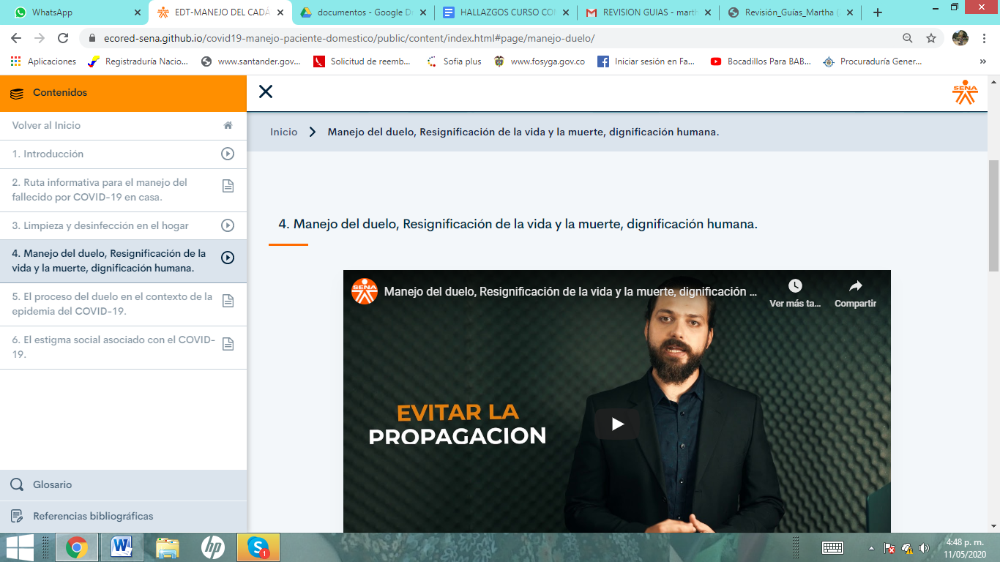 WhatsApp
EDT-MANEJO DEL CADÁ
documentos - Google Dr
HALLAZGOS CURSO CON
REVISION GUIAS - marth
Revisión_Guías_Martha (
ecored-sena.github.io/covid19-manejo-paciente-domestico/public/content/index.html#page/manejo-duelo/
Aplicaciones
Registraduría Nacio...
www.santander.gov...
Solicitud de reemb...
Sofia plus
www.fosyga.gov.co
Iniciar sesión en Fa...
Bocadillos Para BAB...
Procuraduría Gener...
»
Contenidos
SENA
Volver al Inicio
Inicio
Manejo del duelo, Resignificación de la vida y la muerte, dignificación humana.
1. Introducción
2. Ruta informativa para el manejo del
fallecido por COVID-19 en casa.
3. Limpieza y desinfección en el hogar
4. Manejo del duelo, Resignificación de la
vida y la muerte, dignificación humana.
5. El proceso del duelo en el contexto de la
epidemia del COVID-19.
6. El estigma social asociado con el COVID-
19.
Glosario
Referencias bibliográficas
4. Manejo del duelo, Resignificación de la vida y la muerte, dignificación humana.
SENA
Manejo del duelo, Resignificación de la vida y la muerte, dignificación ...
Ver más ta...
Compartir
EVITAR LA
PROPAGACION
W
hp
S
1
4:48 p. m.
11/05/2020